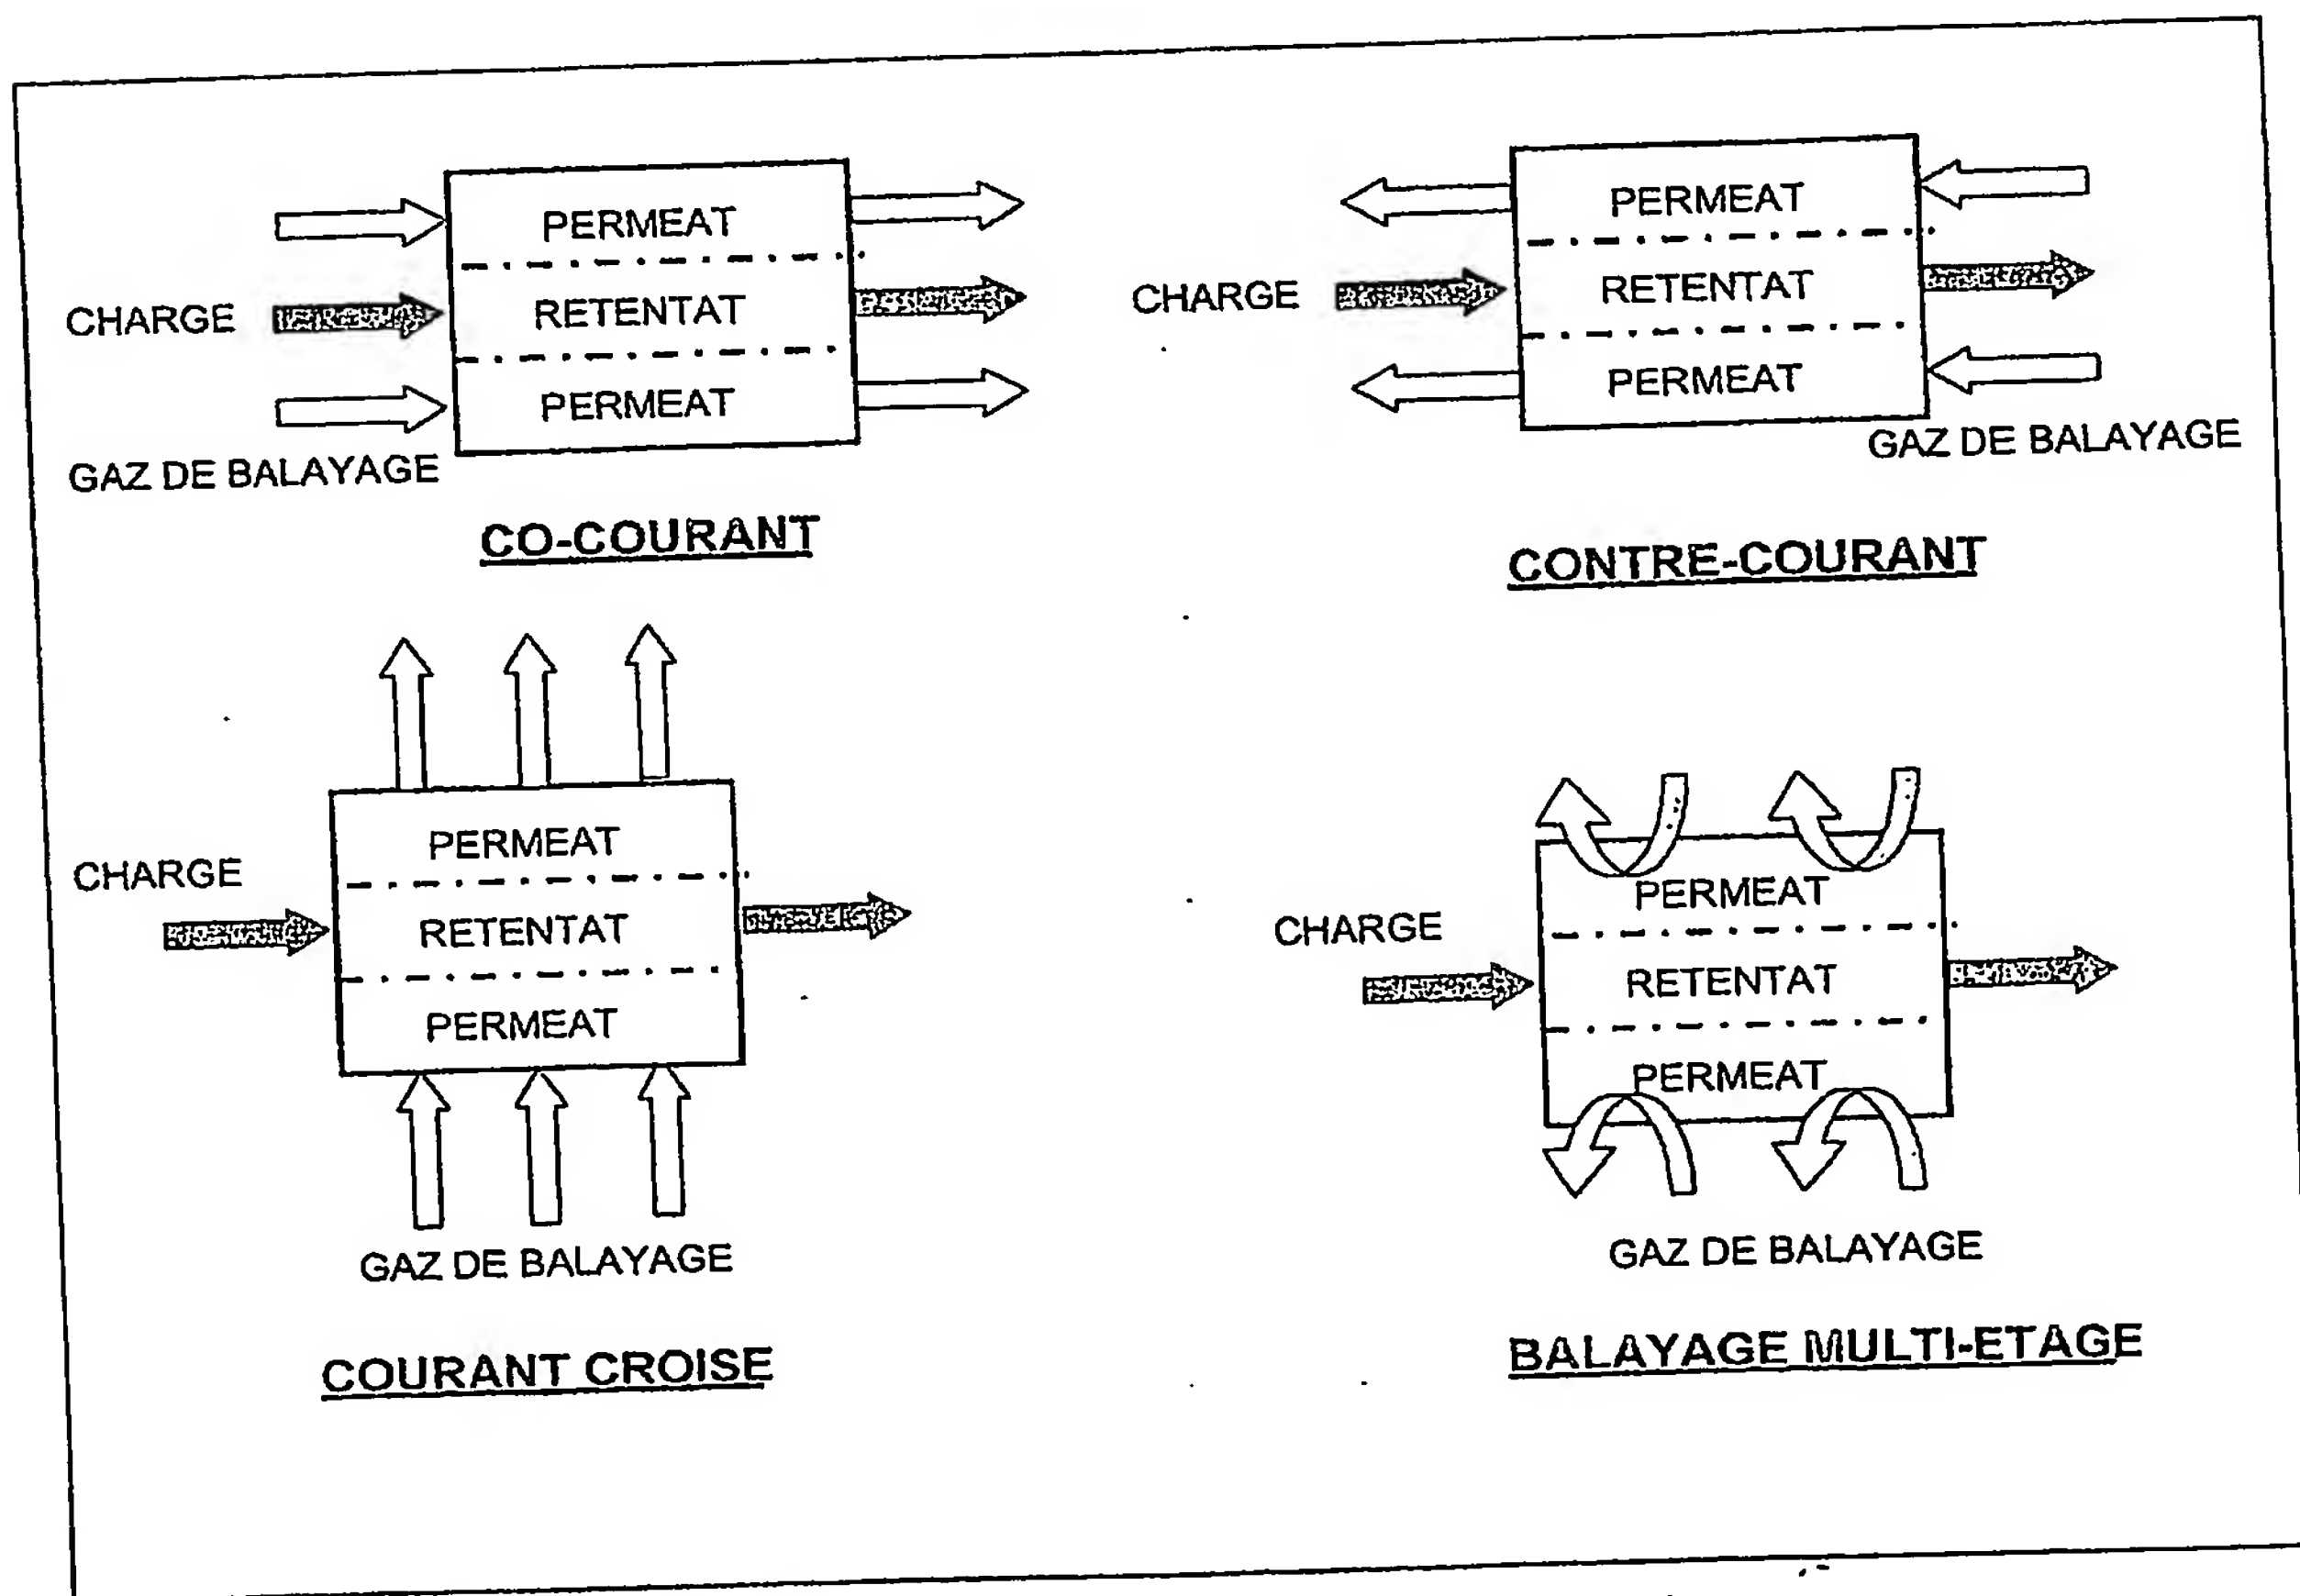 PERMEAT
CHARGE
RETENTAT
PERMEAT
GAZ DE BALAYAGE
CO-COURANT
PERMEAT
CHARGE
RETENTAT
PERMEAT
GAZ DE BALAYAGE
CONTRE-COURANT
PERMEAT
CHARGE
RETENTAT
PERMEAT
GAZ DE BALAYAGE
COURANT CROISE
PERMEAT
CHARGE
RETENTAT
PERMEAT
GAZ DE BALAYAGE
BALAYAGE MULTI-ETAGE